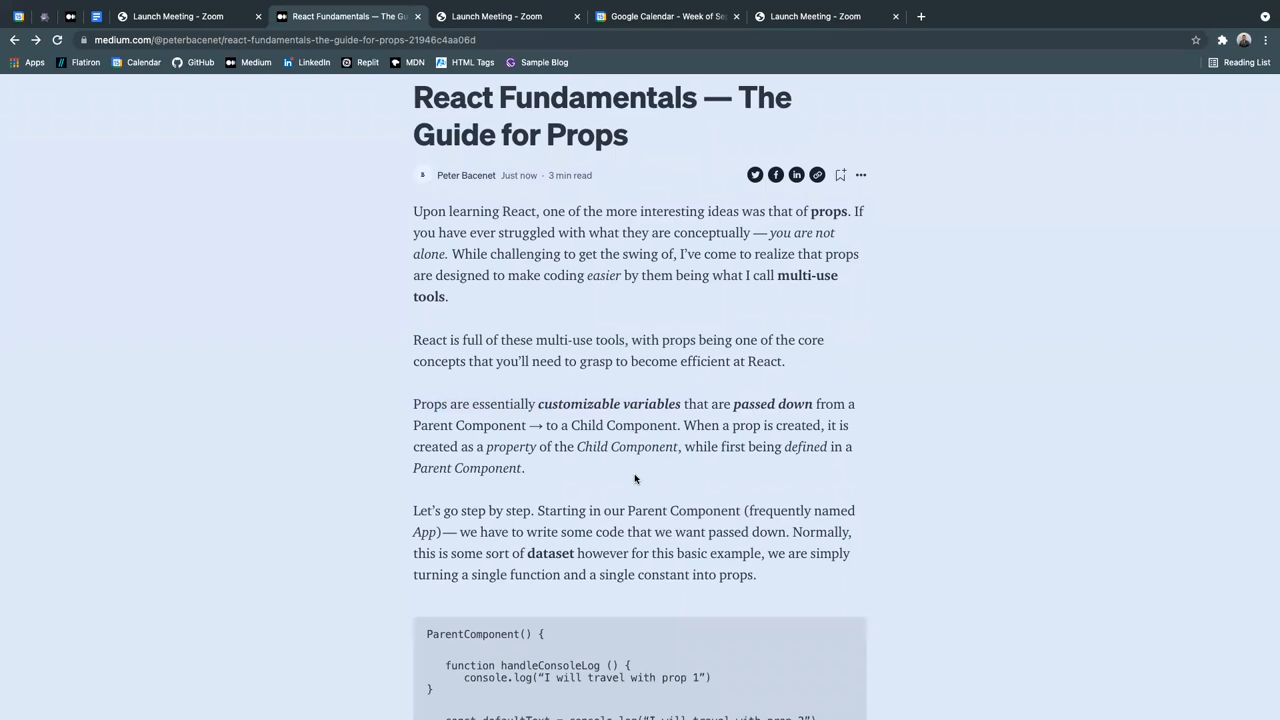 Launch Meeting - Zoom
React Fundamentals — The Gu
Launch Meeting - Zoom
Google Calendar - Week of Se
Launch Meeting - Zoom
medium.com/@peterbacenet/react-fundamentals-the-guide-for-props-21946c4aa06d
Apps
Flatiron
Calendar
GitHub
Medium
LinkedIn
Replit
MDN
HTML Tags
Sample Blog
Reading List
React Fundamentals — The
Guide for Props
Peter Bacenet Just now · 3 min read
Upon learning React, one of the more interesting ideas was that of props. If
you have ever struggled with what they are conceptually — you are not
alone. While challenging to get the swing of, I’ve come to realize that props
are designed to make coding easier by them being what I call multi-use
tools.
React is full of these multi-use tools, with props being one of the core
concepts that you’ll need to grasp to become efficient at React.
Props are essentially customizable variables that are passed down from a
Parent Component → to a Child Component. When a prop is created, it is
created as a property of the Child Component, while first being defined in a
Parent Component.
Let’s go step by step. Starting in our Parent Component (frequently named
App)— we have to write some code that we want passed down. Normally,
this is some sort of dataset however for this basic example, we are simply
turning a single function and a single constant into props.
ParentComponent() {
function handleConsoleLog () {
console.log(“I will travel with prop 1”)
}
const defaultText = console.log(“I will travel with prop 2”)